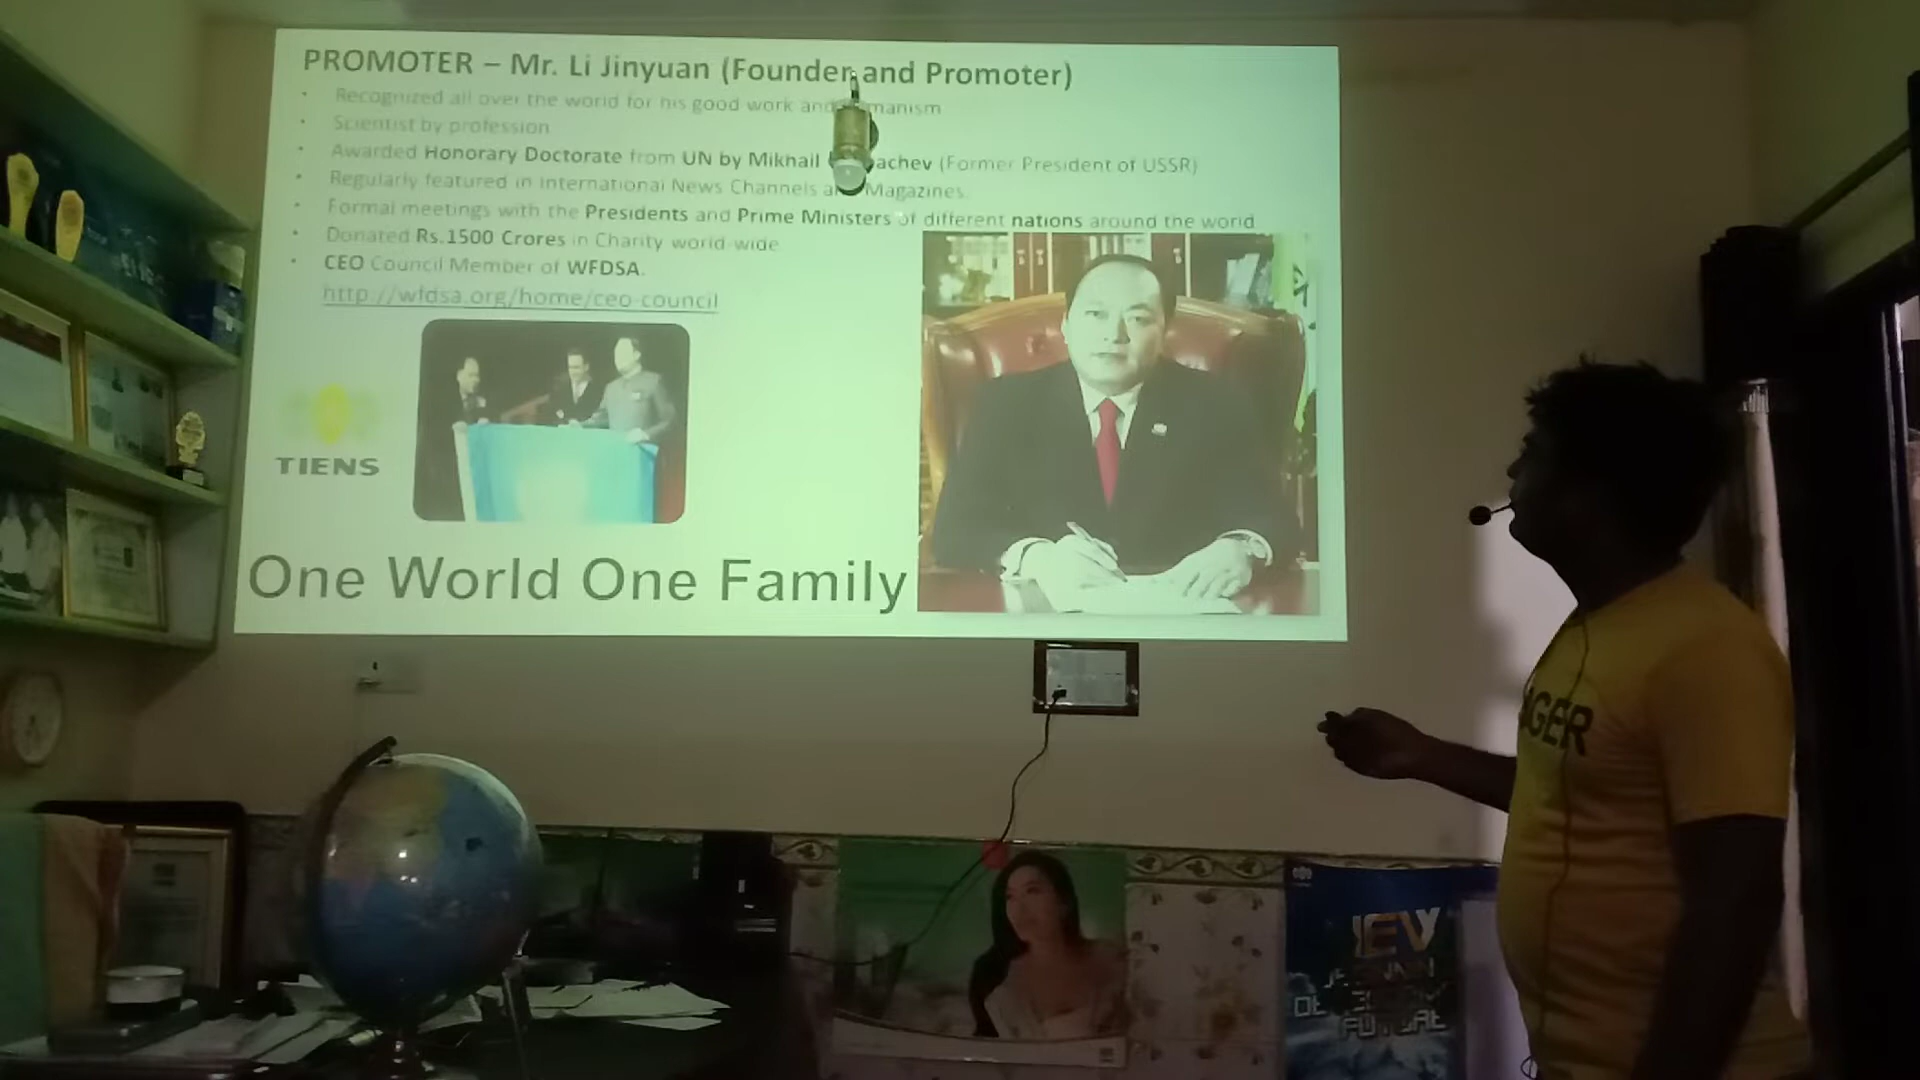 PROMOTER – Mr. Li Jinyuan (Founder and Promoter)
• Recognized all over the world for his good work and manism
• Scientist by profession
• Awarded Honorary Doctorate from UN by Mikhail achev (Former President of USSR)
• Regularly featured in International News Channels a Magazines.
• Formal meetings with the Presidents and Prime Ministers of different nations around the world
• Donated Rs.1500 Crores in Charity world wide
• CEO Council Member of WFDSA.
http://wfdsa.org/home/ceo-council
TIENS
One World One Family
AGER